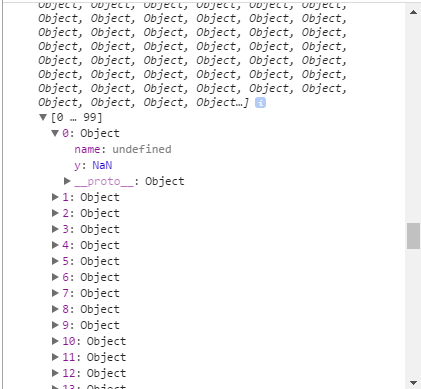 Object, Object, Object, Object, Object, Object,
Object, Object, Object, Object, Object, Object,
Object, Object, Object, Object, Object, Object,
Object, Object, Object, Object, Object, Object,
Object, Object, Object, Object, Object, Object,
Object, Object, Object, Object, Object, Object,
Object, Object, Object, Object, Object, Object,
Object, Object, Object, Object…] i
[0 … 99]
0: Object
name: undefined
y: NaN
__proto__: Object
1: Object
2: Object
3: Object
4: Object
5: Object
6: Object
7: Object
8: Object
9: Object
10: Object
11: Object
12: Object
13: Object